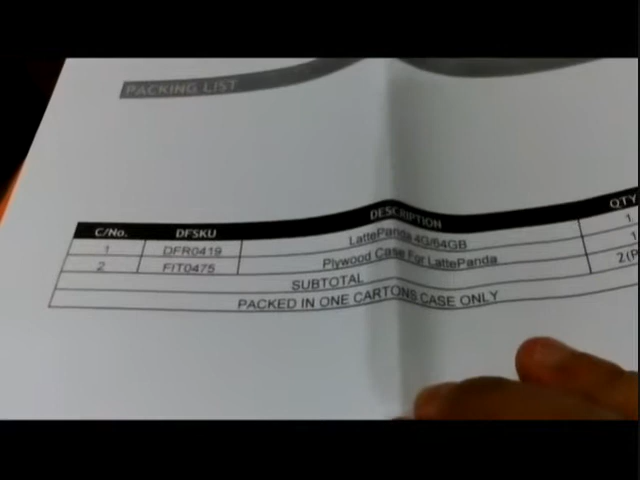 PACKING LIST
C/No. DFSKU DESCRIPTION QTY
1 DFR0419 LattePanda 4G/64GB 1
2 FIT0475 Plywood Case For LattePanda 1
SUBTOTAL 2(P
PACKED IN ONE CARTONS CASE ONLY